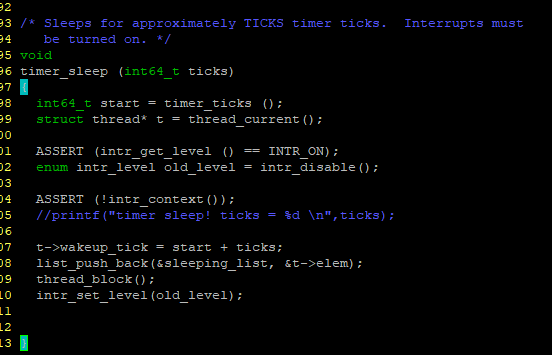 92
93 /* Sleeps for approximately TICKS timer ticks.  Interrupts must
94    be turned on. */
95 void
96 timer_sleep (int64_t ticks)
97 {
98   int64_t start = timer_ticks ();
99   struct thread* t = thread_current();
00
01   ASSERT (intr_get_level () == INTR_ON);
02   enum intr_level old_level = intr_disable();
03
04   ASSERT (!intr_context());
05   //printf("timer sleep! ticks = %d \n",ticks);
06
07   t->wakeup_tick = start + ticks;
08   list_push_back(&sleeping_list, &t->elem);
09   thread_block();
10   intr_set_level(old_level);
11
12
13 }